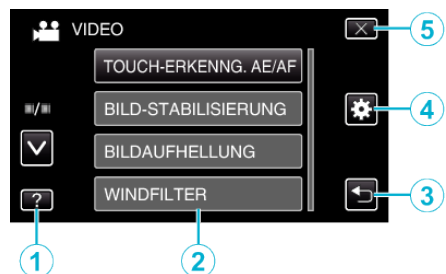 VIDEO
TOUCH-ERKENNG. AE/AF
BILD-STABILISIERUNG
BILDAUFHELLUNG
WINDFILTER
?
5
4
3
1
2